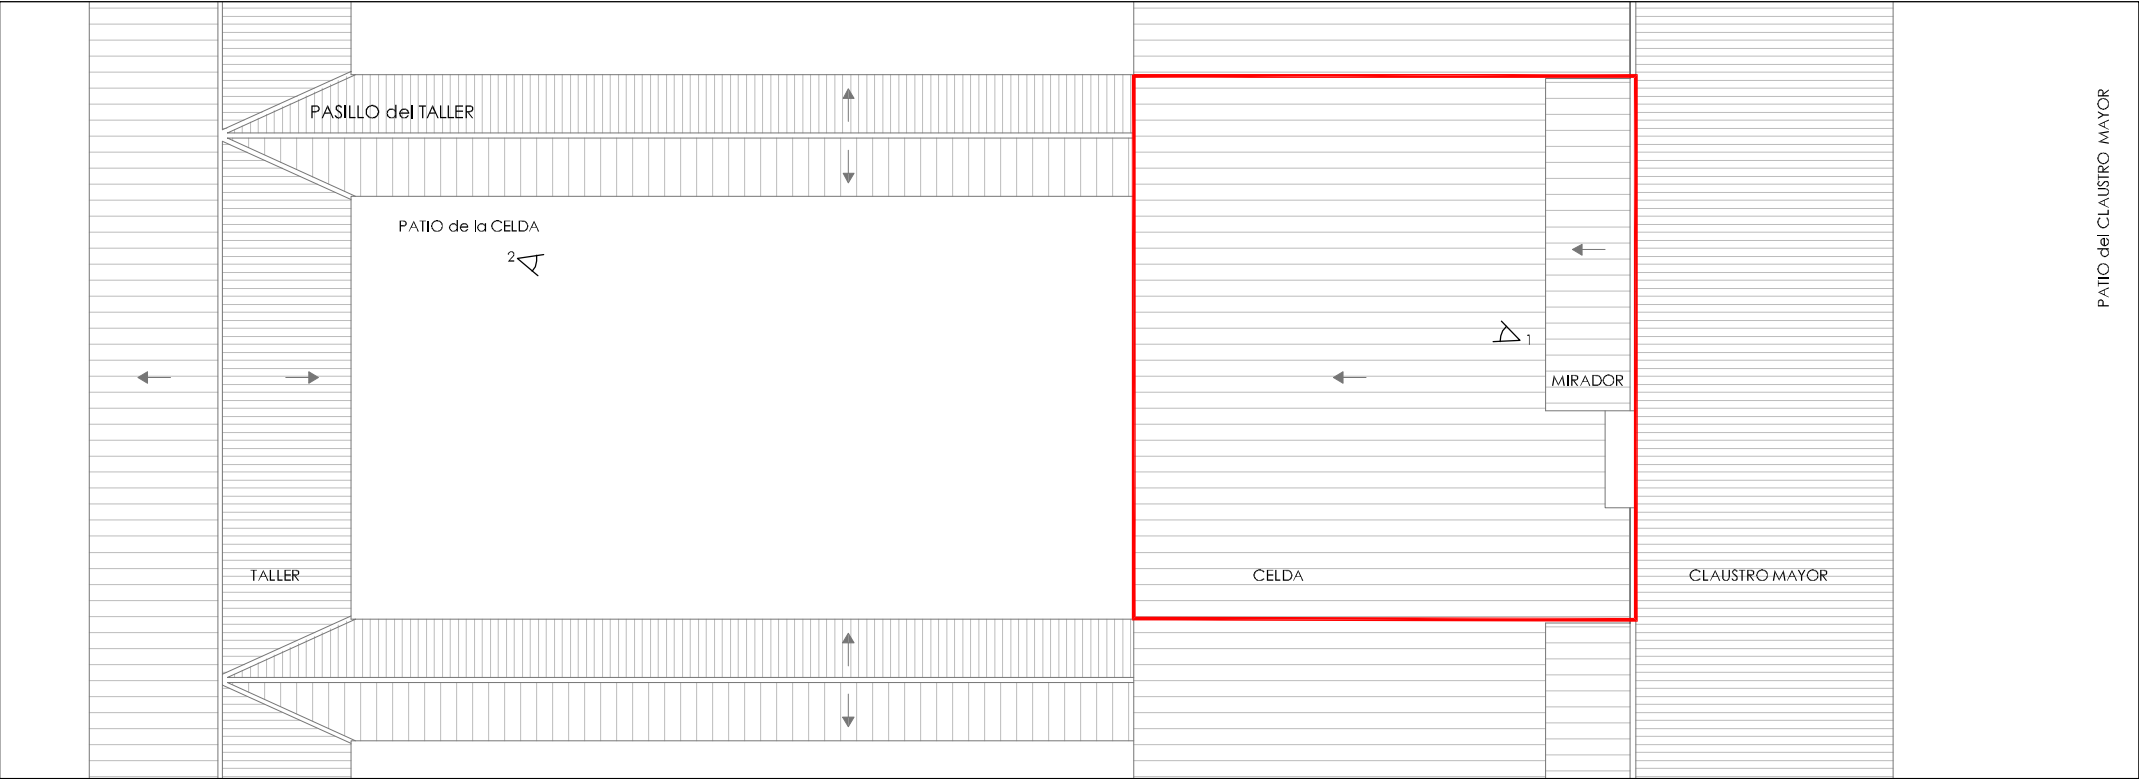 PASILLO del TALLER
PATIO de la CELDA
2
1
MIRADOR
TALLER
CELDA
CLAUSTRO MAYOR
PATIO del CLAUSTRO MAYOR